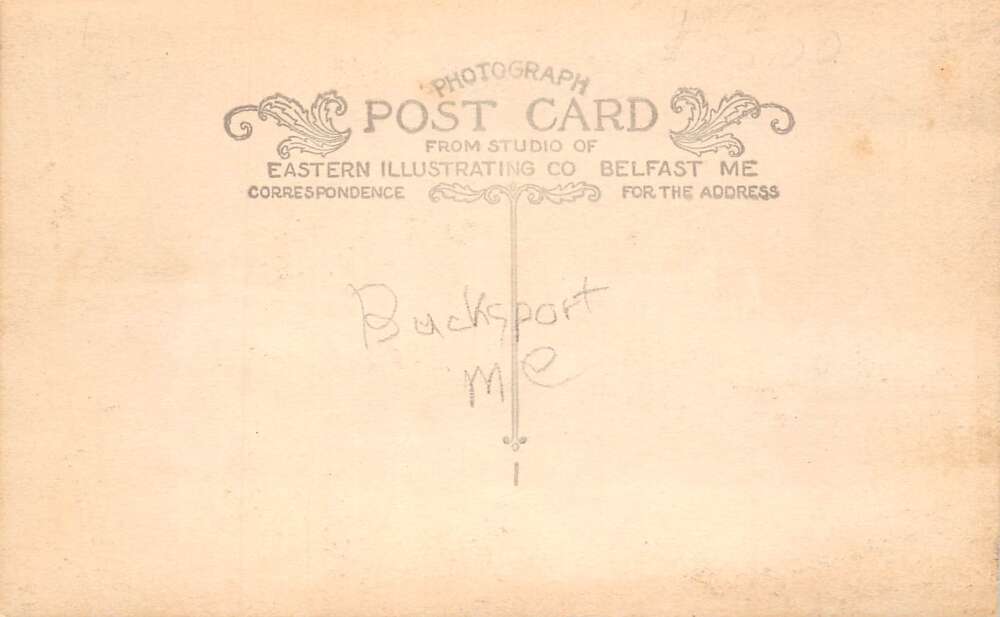 PHOTOGRAPH
POST CARD
FROM STUDIO OF
EASTERN ILLUSTRATING CO BELFAST ME
CORRESPONDENCE FOR THE ADDRESS
Bucksport
Me